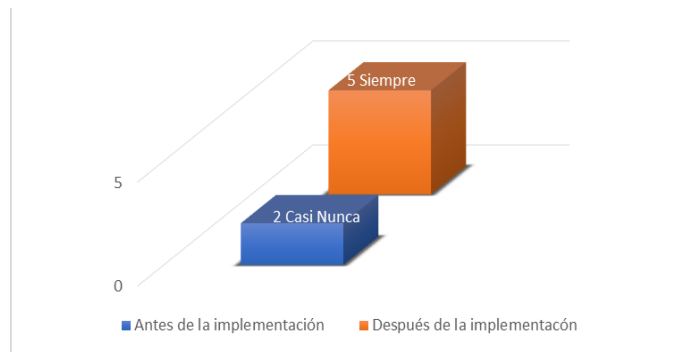 5 Siempre
5
2 Casi Nunca
0
Antes de la implementación
Después de la implementacón